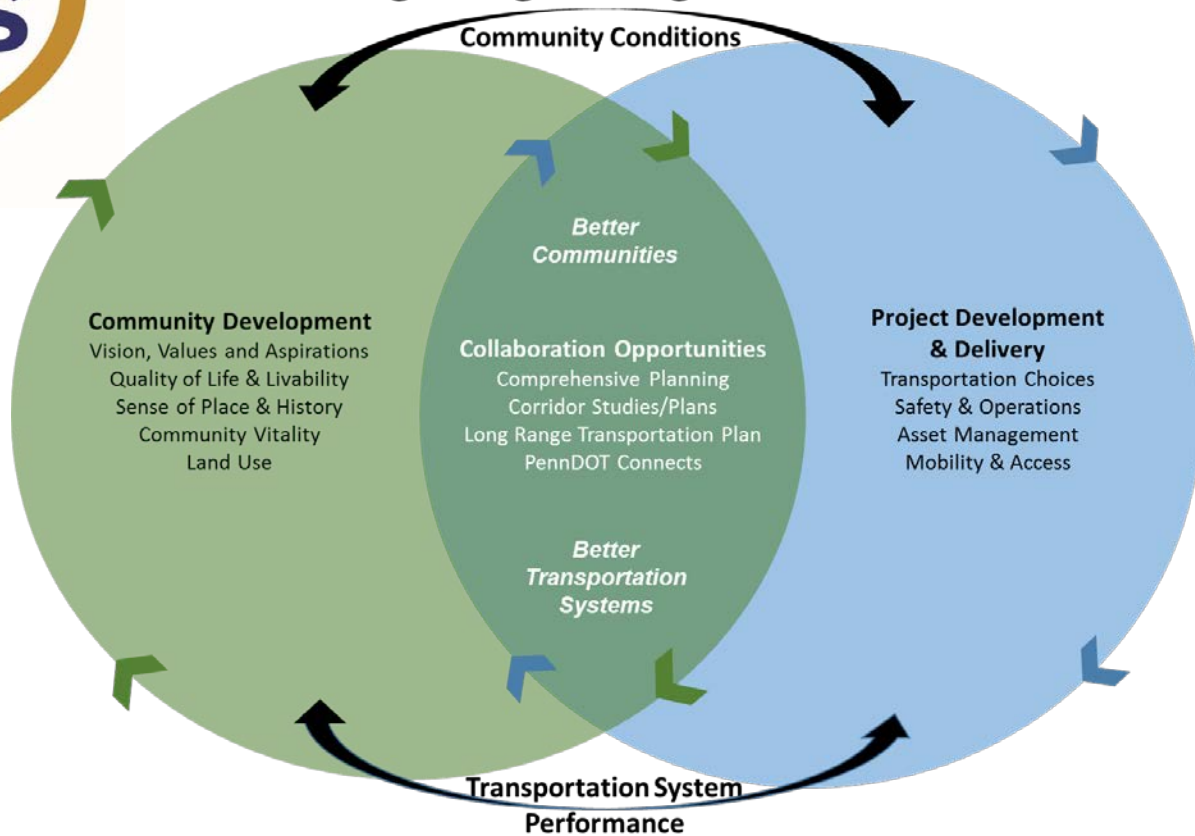 S
Community Conditions
Better
Communities
Community Development
Vision, Values and Aspirations
Quality of Life & Livability
Sense of Place & History
Community Vitality
Land Use
Collaboration Opportunities
Comprehensive Planning
Corridor Studies/Plans
Long Range Transportation Plan
PennDOT Connects
Project Development
& Delivery
Transportation Choices
Safety & Operations
Asset Management
Mobility & Access
Better
Transportation
Systems
Transportation System
Performance